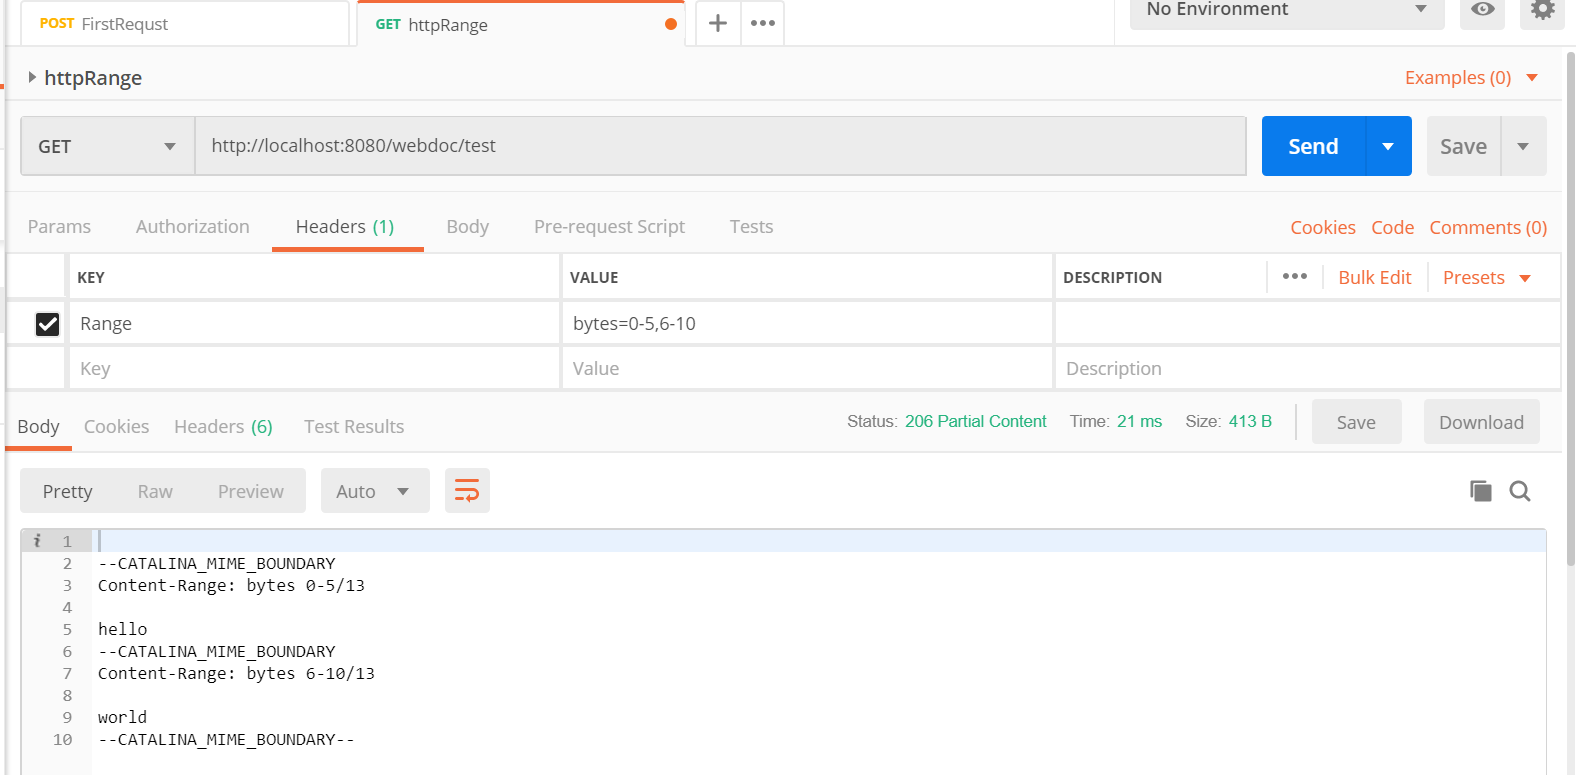 POST FirstRequst
GET httpRange
No Environment
httpRange
Examples (0)
GET
http://localhost:8080/webdoc/test
Send
Save
Params Authorization Headers (1) Body Pre-request Script Tests
Cookies Code Comments (0)
KEY VALUE DESCRIPTION ••• Bulk Edit Presets
Range bytes=0-5,6-10
Key Value Description
Body Cookies Headers (6) Test Results
Status: 206 Partial Content Time: 21 ms Size: 413 B
Save Download
Pretty Raw Preview Auto
i 1
2 --CATALINA_MIME_BOUNDARY
3 Content-Range: bytes 0-5/13
4
5 hello
6 --CATALINA_MIME_BOUNDARY
7 Content-Range: bytes 6-10/13
8
9 world
10 --CATALINA_MIME_BOUNDARY--